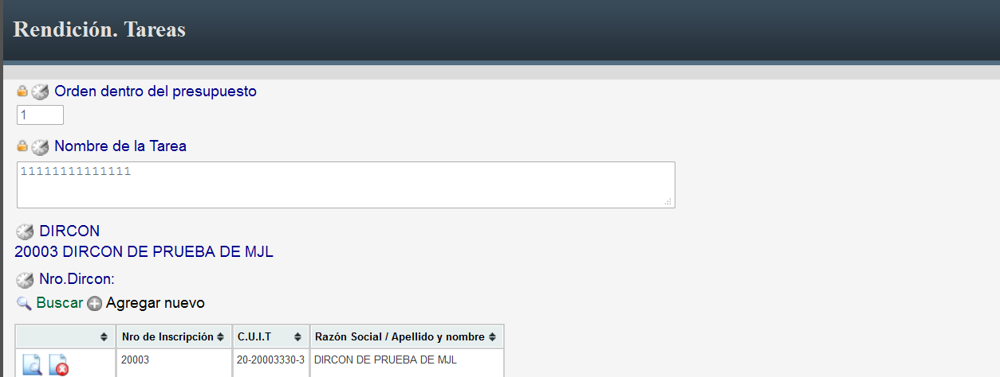 Rendición. Tareas
Orden dentro del presupuesto
1
Nombre de la Tarea
11111111111111
DIRCON
20003 DIRCON DE PRUEBA DE MJL
Nro.Dircon:
Buscar Agregar nuevo
Nro de Inscripción C.U.I.T Razón Social / Apellido y nombre
20003 20-20003330-3 DIRCON DE PRUEBA DE MJL